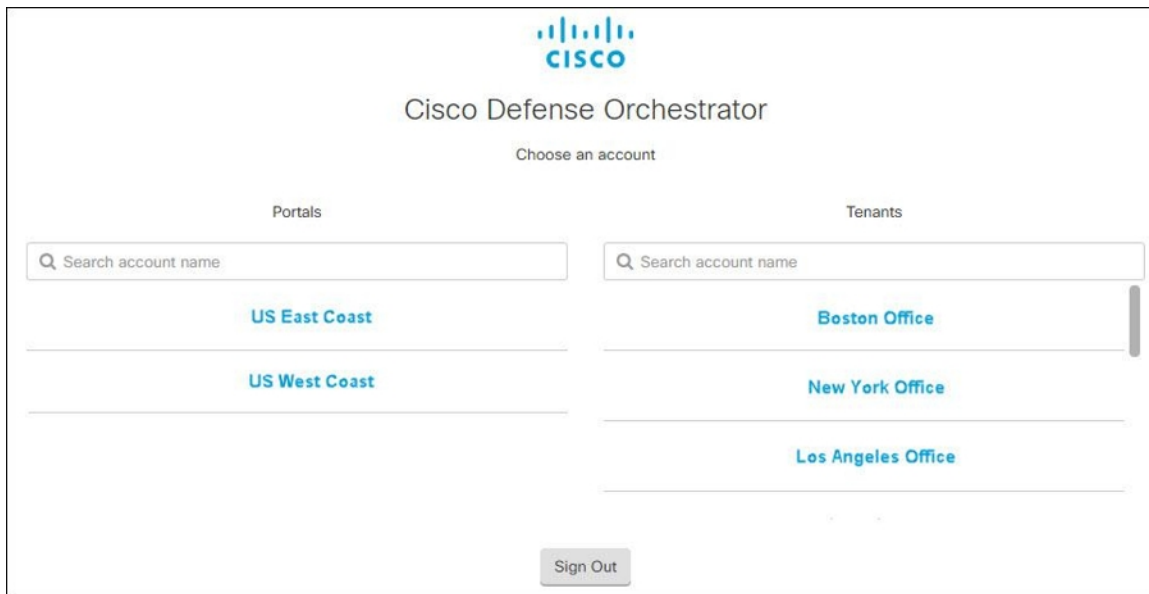 CISCO
Cisco Defense Orchestrator
Choose an account
Portals
Search account name
US East Coast
US West Coast
Tenants
Search account name
Boston Office
New York Office
Los Angeles Office
Sign Out